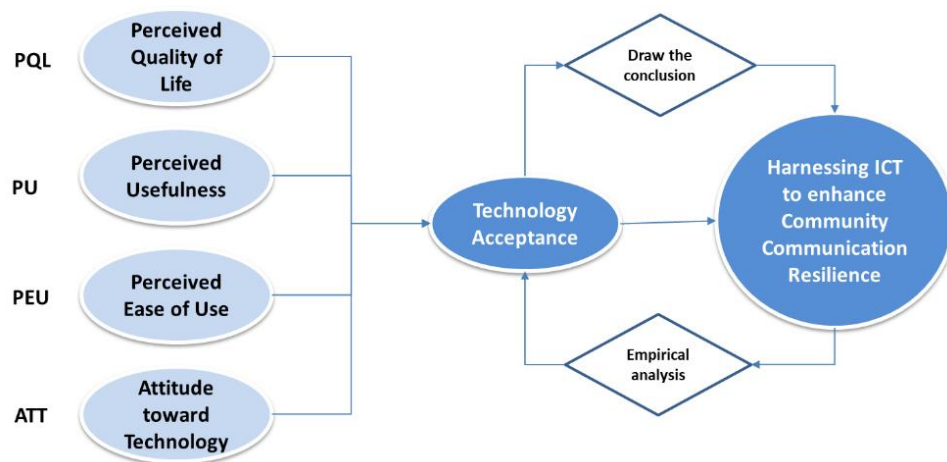 PQL
Perceived
Quality of
Life
PU
Perceived
Usefulness
PEU
Perceived
Ease of Use
ATT
Attitude
toward
Technology
Technology
Acceptance
Draw the
conclusion
Harnessing ICT
to enhance
Community
Communication
Resilience
Empirical
analysis